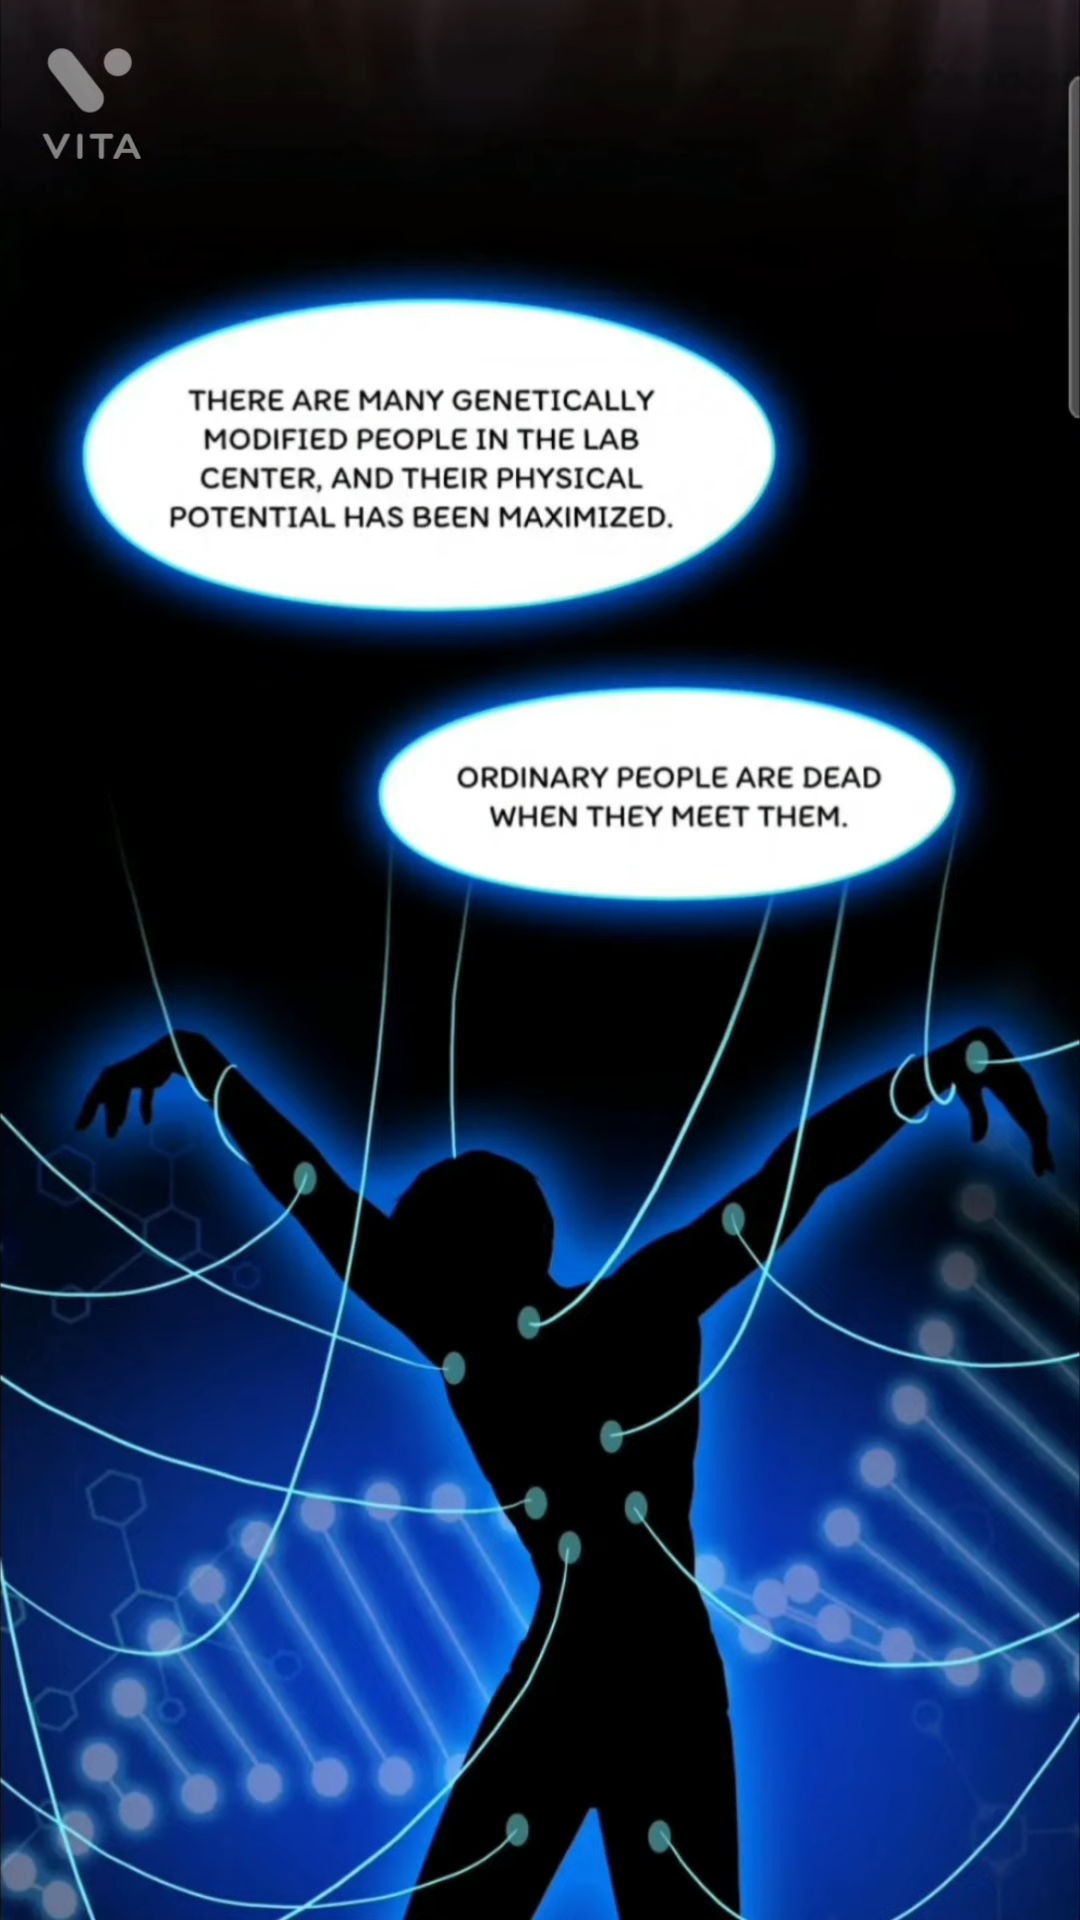 VITA
THERE ARE MANY GENETICALLY
MODIFIED PEOPLE IN THE LAB
CENTER, AND THEIR PHYSICAL
POTENTIAL HAS BEEN MAXIMIZED.
ORDINARY PEOPLE ARE DEAD
WHEN THEY MEET THEM.